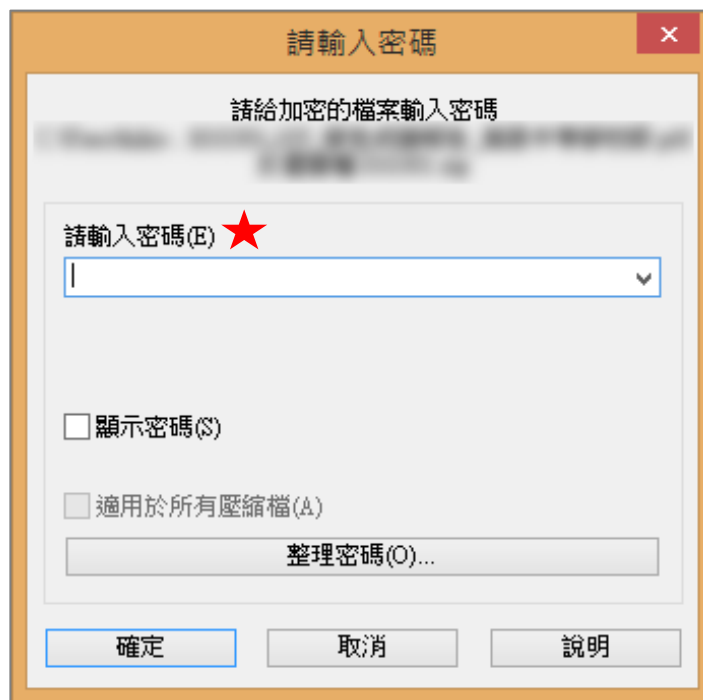 請輸入密碼
請給加密的檔案輸入密碼
請輸入密碼(E)
顯示密碼(S)
適用於所有壓縮檔(A)
整理密碼(O)...
確定
取消
說明